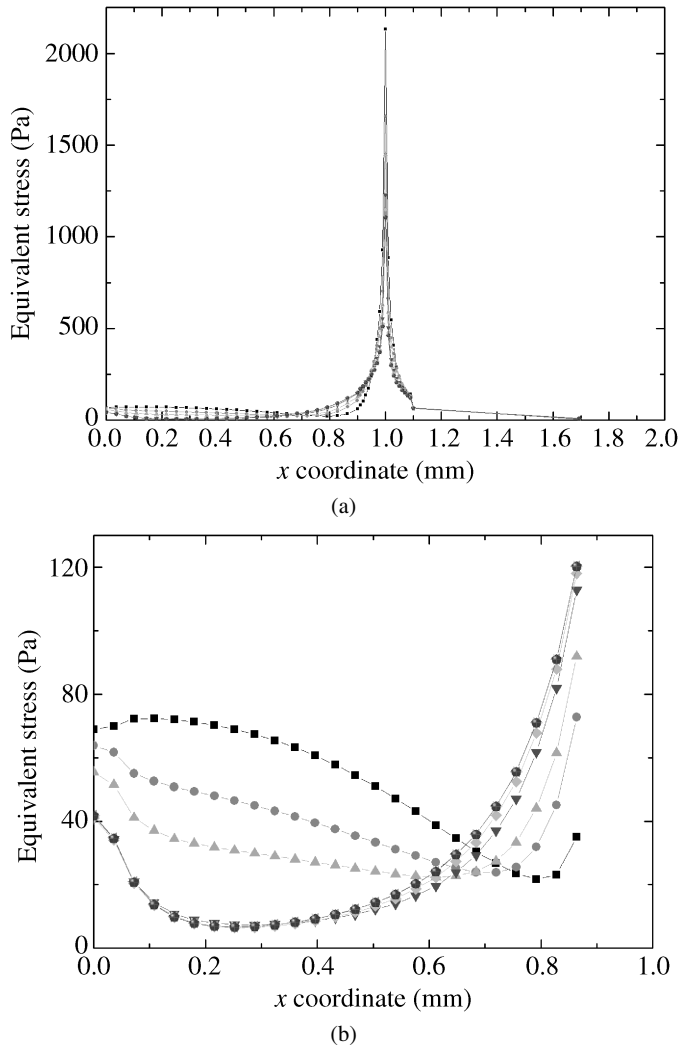 2000
1500
1000
500
0
Equivalent stress (Pa)
0.0 0.2 0.4 0.6 0.8 1.0 1.2 1.4 1.6 1.8 2.0
x coordinate (mm)
(a)
120
80
40
0
Equivalent stress (Pa)
0.0 0.2 0.4 0.6 0.8 1.0
x coordinate (mm)
(b)